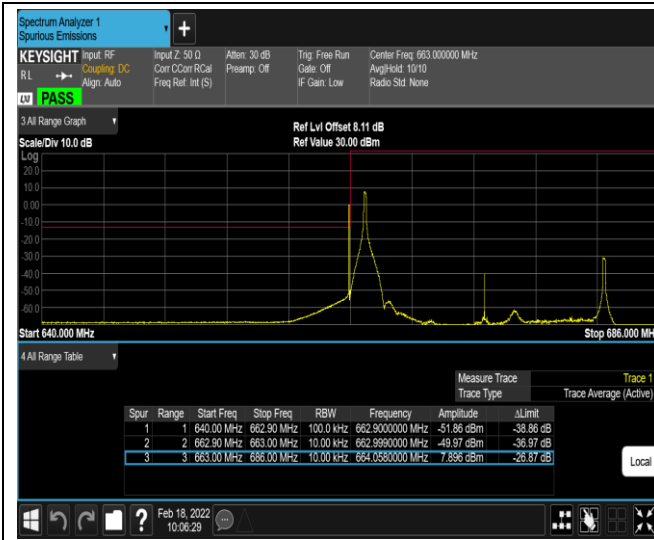 Spectrum Analyzer 1
Spurious Emissions
+
KEYSIGHT Input: RF
Coupling: DC
Align: Auto
RL
Input Z: 50 Ω
Corr CCorr RCal
Freq Ref: Int (S)
Atten: 30 dB
Preamp: Off
Trig: Free Run
Gate: Off
IF Gain: Low
Center Freq: 663.000000 MHz
Avg|Hold: 10/10
Radio Std: None
LXI PASS
3 All Range Graph
Scale/Div 10.0 dB
Ref Lvl Offset 8.11 dB
Ref Value 30.00 dBm
Log
20.0
10.0
0.00
-10.0
-20.0
-30.0
-40.0
-50.0
-60.0
Start 640.000 MHz
Stop 686.000 MH
4 All Range Table
Measure Trace Trace 1
Trace Type Trace Average (Active)
Spur Range Start Freq Stop Freq RBW Frequency Amplitude ΔLimit
1 1 640.00 MHz 662.90 MHz 100.0 kHz 662.9000000 MHz -51.86 dBm -38.86 dB
2 2 662.90 MHz 663.00 MHz 10.00 kHz 662.9990000 MHz -49.97 dBm -36.97 dB
3 3 663.00 MHz 686.00 MHz 10.00 kHz 664.0580000 MHz 7.896 dBm -26.87 dB
Local
?
Feb 18, 2022
10:06:29